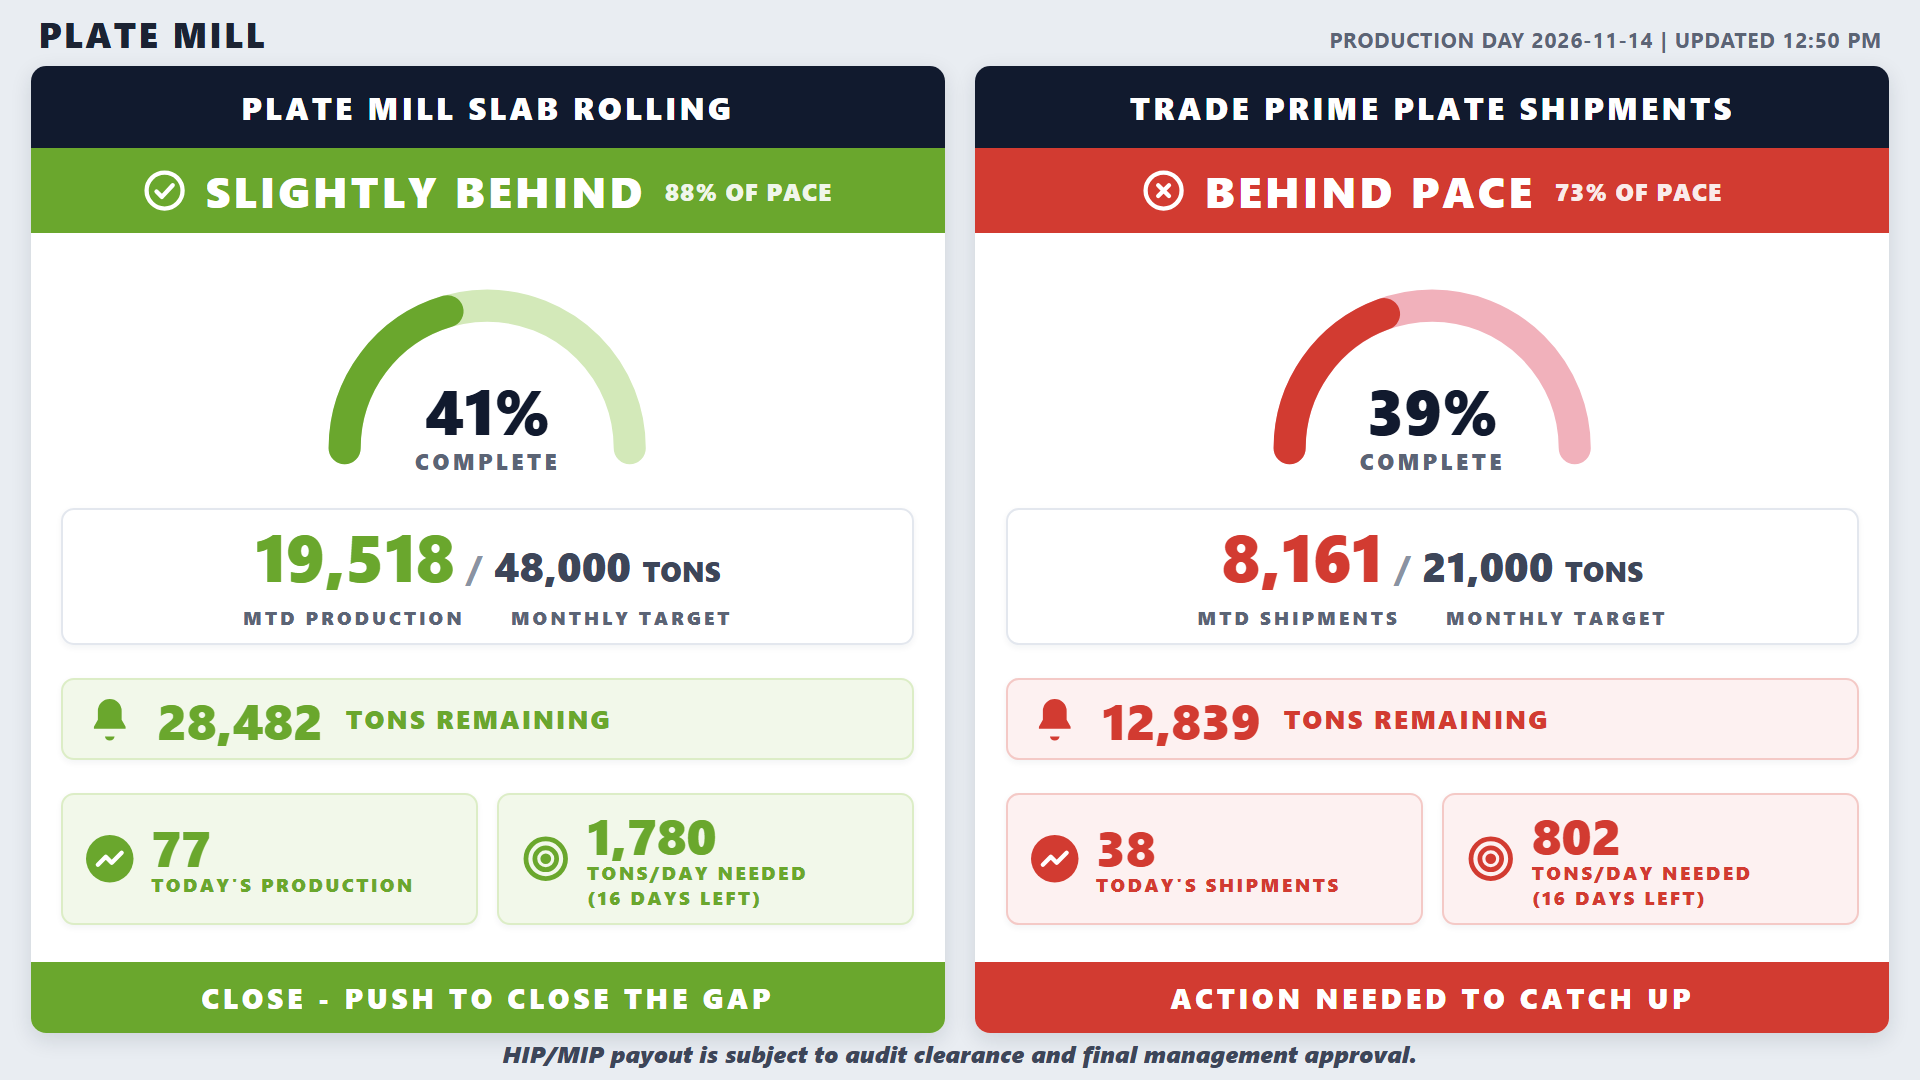 PLATE MILL
PRODUCTION DAY 2026-11-14 | UPDATED 12:50 PM
PLATE MILL SLAB ROLLING
SLIGHTLY BEHIND 88% OF PACE
41%
COMPLETE
19,518 / 48,000 TONS
MTD PRODUCTION MONTHLY TARGET
28,482 TONS REMAINING
77
TODAY'S PRODUCTION
1,780
TONS/DAY NEEDED
(16 DAYS LEFT)
CLOSE - PUSH TO CLOSE THE GAP
TRADE PRIME PLATE SHIPMENTS
BEHIND PACE 73% OF PACE
39%
COMPLETE
8,161 / 21,000 TONS
MTD SHIPMENTS MONTHLY TARGET
12,839 TONS REMAINING
38
TODAY'S SHIPMENTS
802
TONS/DAY NEEDED
(16 DAYS LEFT)
ACTION NEEDED TO CATCH UP
HIP/MIP payout is subject to audit clearance and final management approval.